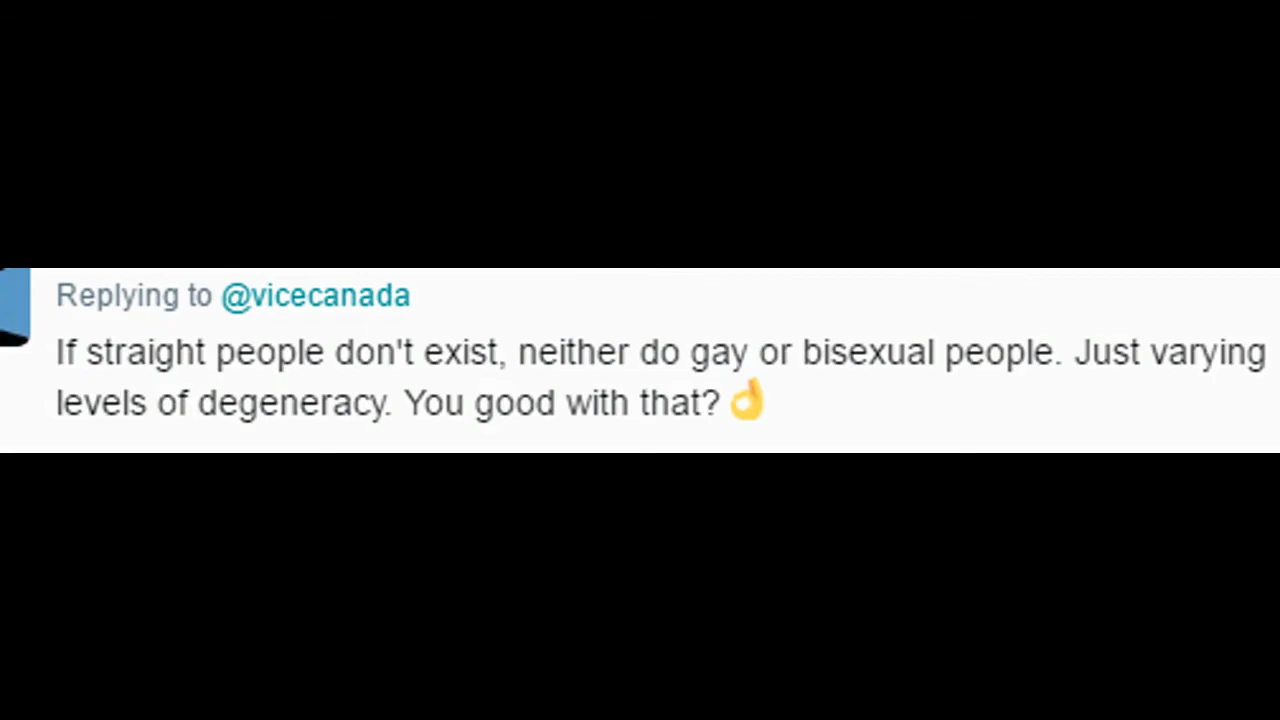 Replying to @vicecanada
If straight people don't exist, neither do gay or bisexual people. Just varying
levels of degeneracy. You good with that?👌